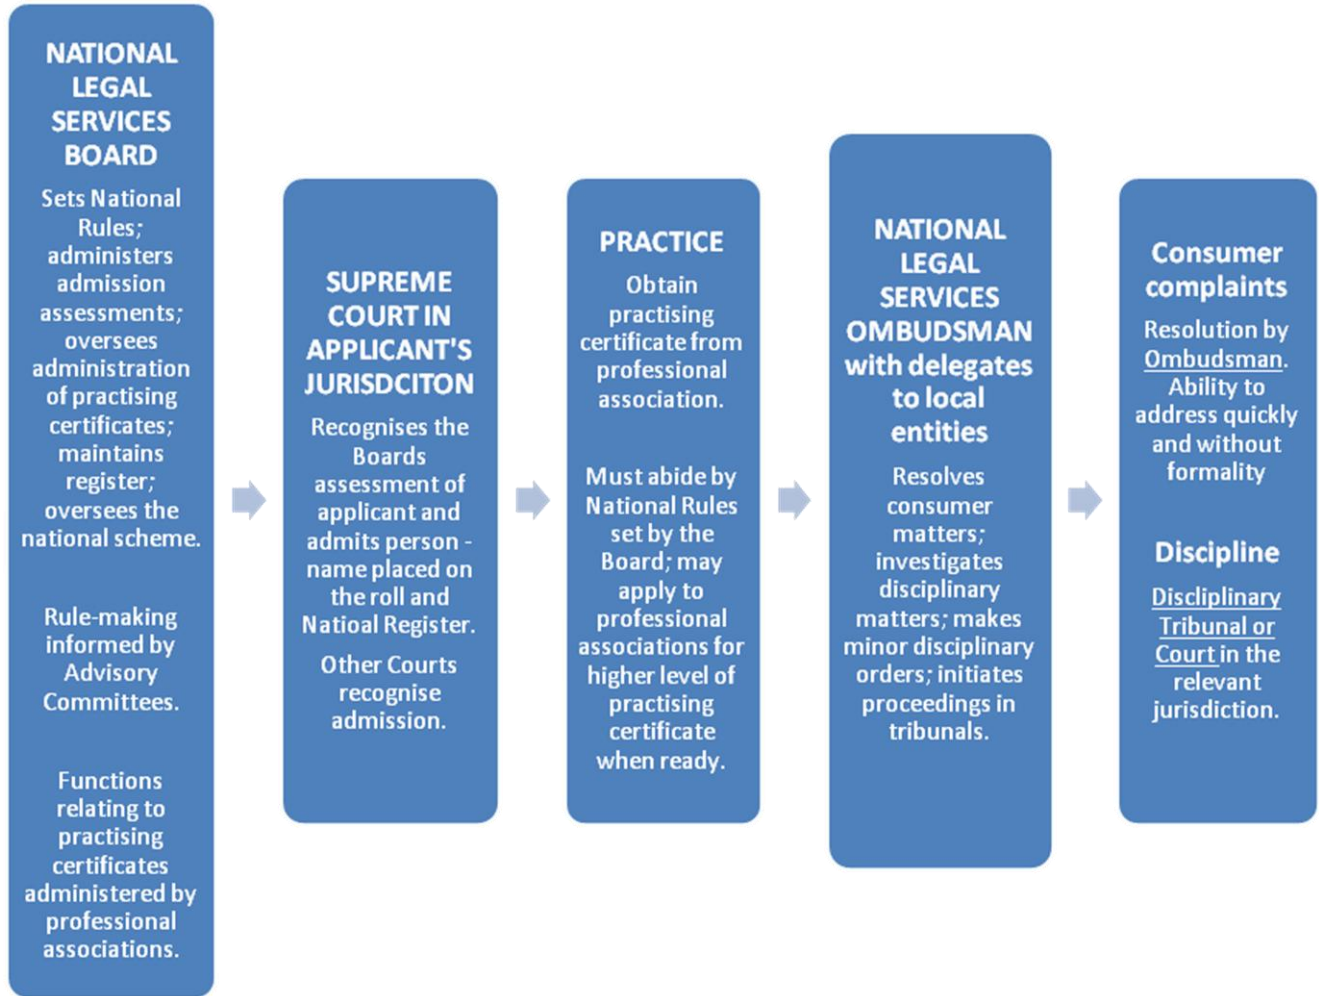 NATIONAL
LEGAL
SERVICES
BOARD
Sets National
Rules;
administers
admission
assessments;
oversees
administration
of practising
certificates;
maintains
register;
oversees the
national scheme.
Rule-making
informed by
Advisory
Committees.
Functions
relating to
practising
certificates
administered by
professional
associations.
SUPREME
COURT IN
APPLICANT'S
JURISDCITON
Recognises the
Boards
assessment of
applicant and
admits person -
name placed on
the roll and
Natioal Register.
Other Courts
recognise
admission.
PRACTICE
Obtain
practising
certificate from
professional
association.
Must abide by
National Rules
set by the
Board; may
apply to
professional
associations for
higher level of
practising
certificate
when ready.
NATIONAL
LEGAL
SERVICES
OMBUDSMAN
with delegates
to local
entities
Resolves
consumer
matters;
investigates
disciplinary
matters; makes
minor disciplinary
orders; initiates
proceedings in
tribunals.
Consumer
complaints
Resolution by
Ombudsman.
Ability to
address quickly
and without
formality
Discipline
Discliplinary
Tribunal or
Court in the
relevant
jurisdiction.